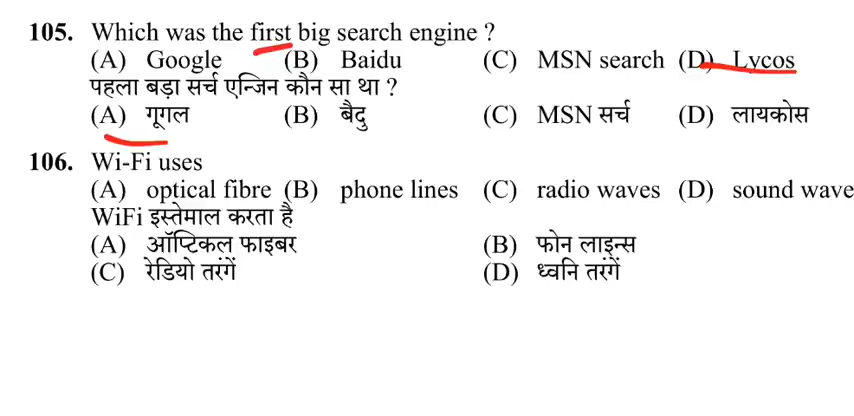 105. Which was the first big search engine ?
(A) Google (B) Baidu (C) MSN search (D) Lycos
पहला बड़ा सर्च एन्जिन कौन सा था ?
(A) गूगल (B) बैदु (C) MSN सर्च (D) लायकोस
106. Wi-Fi uses
(A) optical fibre (B) phone lines (C) radio waves (D) sound wave
WiFi इस्तेमाल करता है
(A) ऑप्टिकल फाइबर (B) फोन लाइन्स
(C) रेडियो तरंगें (D) ध्वनि तरंगें